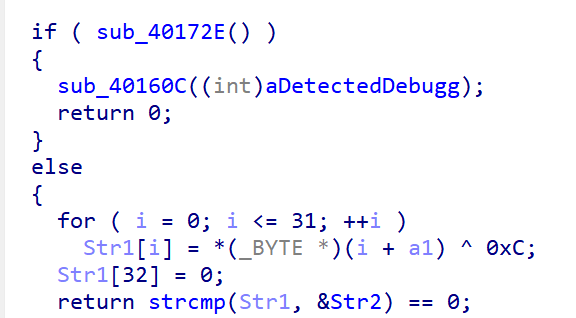 if ( sub_40172E() )
{
sub_40160C((int)aDetectedDebugg);
return 0;
}
else
{
for ( i = 0; i <= 31; ++i )
Str1[i] = *(_BYTE *)(i + a1) ^ 0xC;
Str1[32] = 0;
return strcmp(Str1, &Str2) == 0;